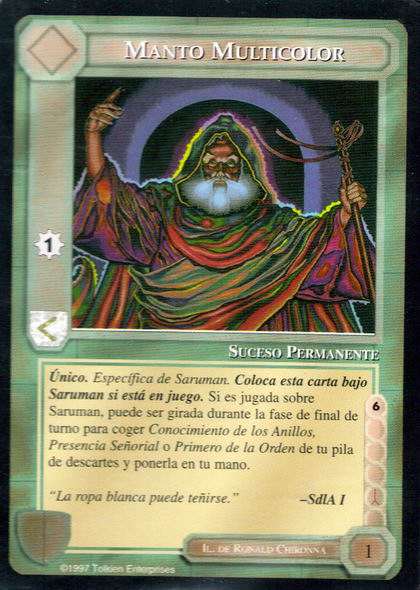 MANTO MULTICOLOR
1
SUCESO PERMANENTE
Único. Específica de Saruman. Coloca esta carta bajo
Saruman si está en juego. Si es jugada sobre
Saruman, puede ser girada durante la fase de final de
turno para coger Conocimiento de los Anillos,
Presencia Señorial o Primero de la Orden de tu pila
de descartes y ponerla en tu mano.
6
"La ropa blanca puede teñirse." –SdlA I
IL. DE RONALD CHIRONNA
1
©1997 Tolkien Enterprises